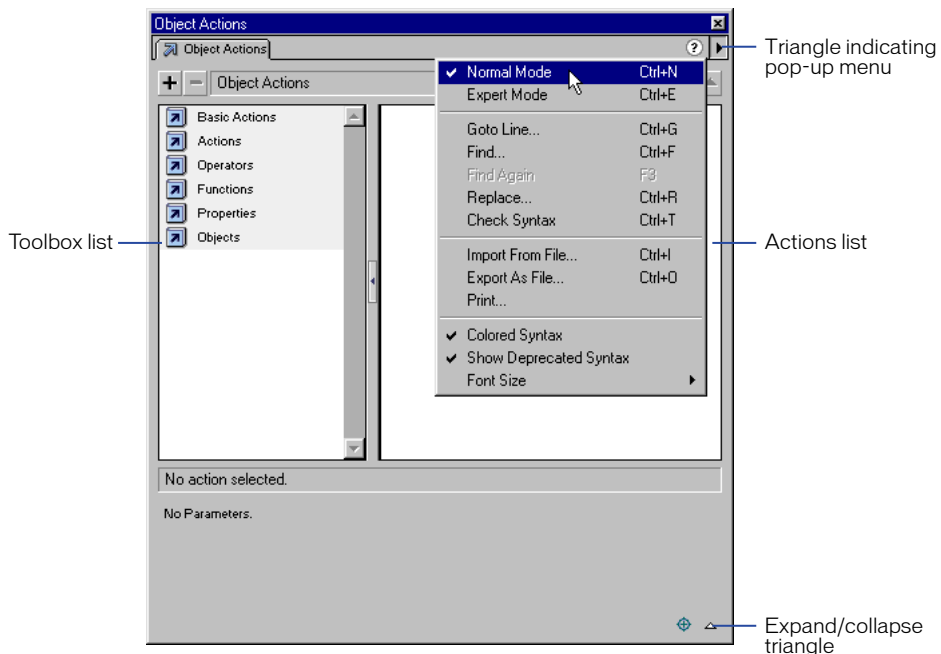 Object Actions
Object Actions
?
Triangle indicating
pop-up menu
+ − Object Actions
Normal Mode Ctrl+N
Expert Mode Ctrl+E
Goto Line... Ctrl+G
Find... Ctrl+F
Find Again F3
Replace... Ctrl+R
Check Syntax Ctrl+T
Import From File... Ctrl+I
Export As File... Ctrl+O
Print...
Colored Syntax
Show Deprecated Syntax
Font Size
Basic Actions
Actions
Operators
Functions
Properties
Objects
Toolbox list
Actions list
No action selected.
No Parameters.
Expand/collapse
triangle